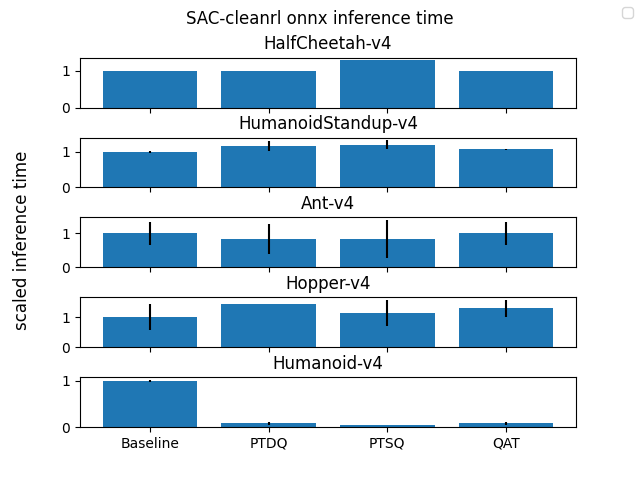 SAC-cleanrl onnx inference time
HalfCheetah-v4
1
0
HumanoidStandup-v4
1
0
Ant-v4
1
0
Hopper-v4
1
0
Humanoid-v4
1
0
Baseline PTDQ PTSQ QAT
scaled inference time